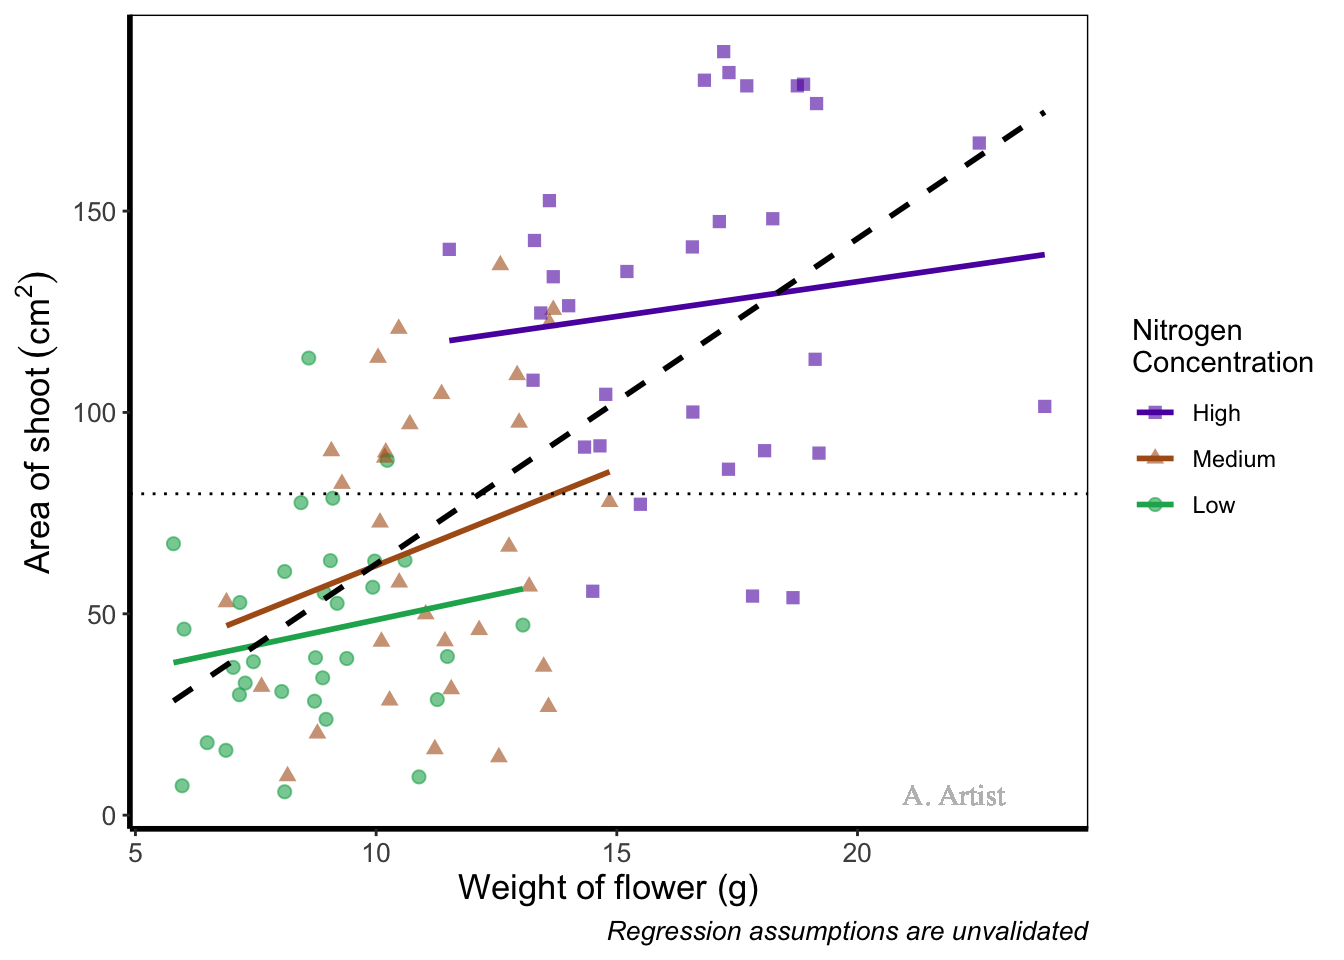 150
100
50
0
Area of shoot (cm²)
5 10 15 20
Weight of flower (g)
Regression assumptions are unvalidated
A. Artist
Nitrogen
Concentration
High
Medium
Low